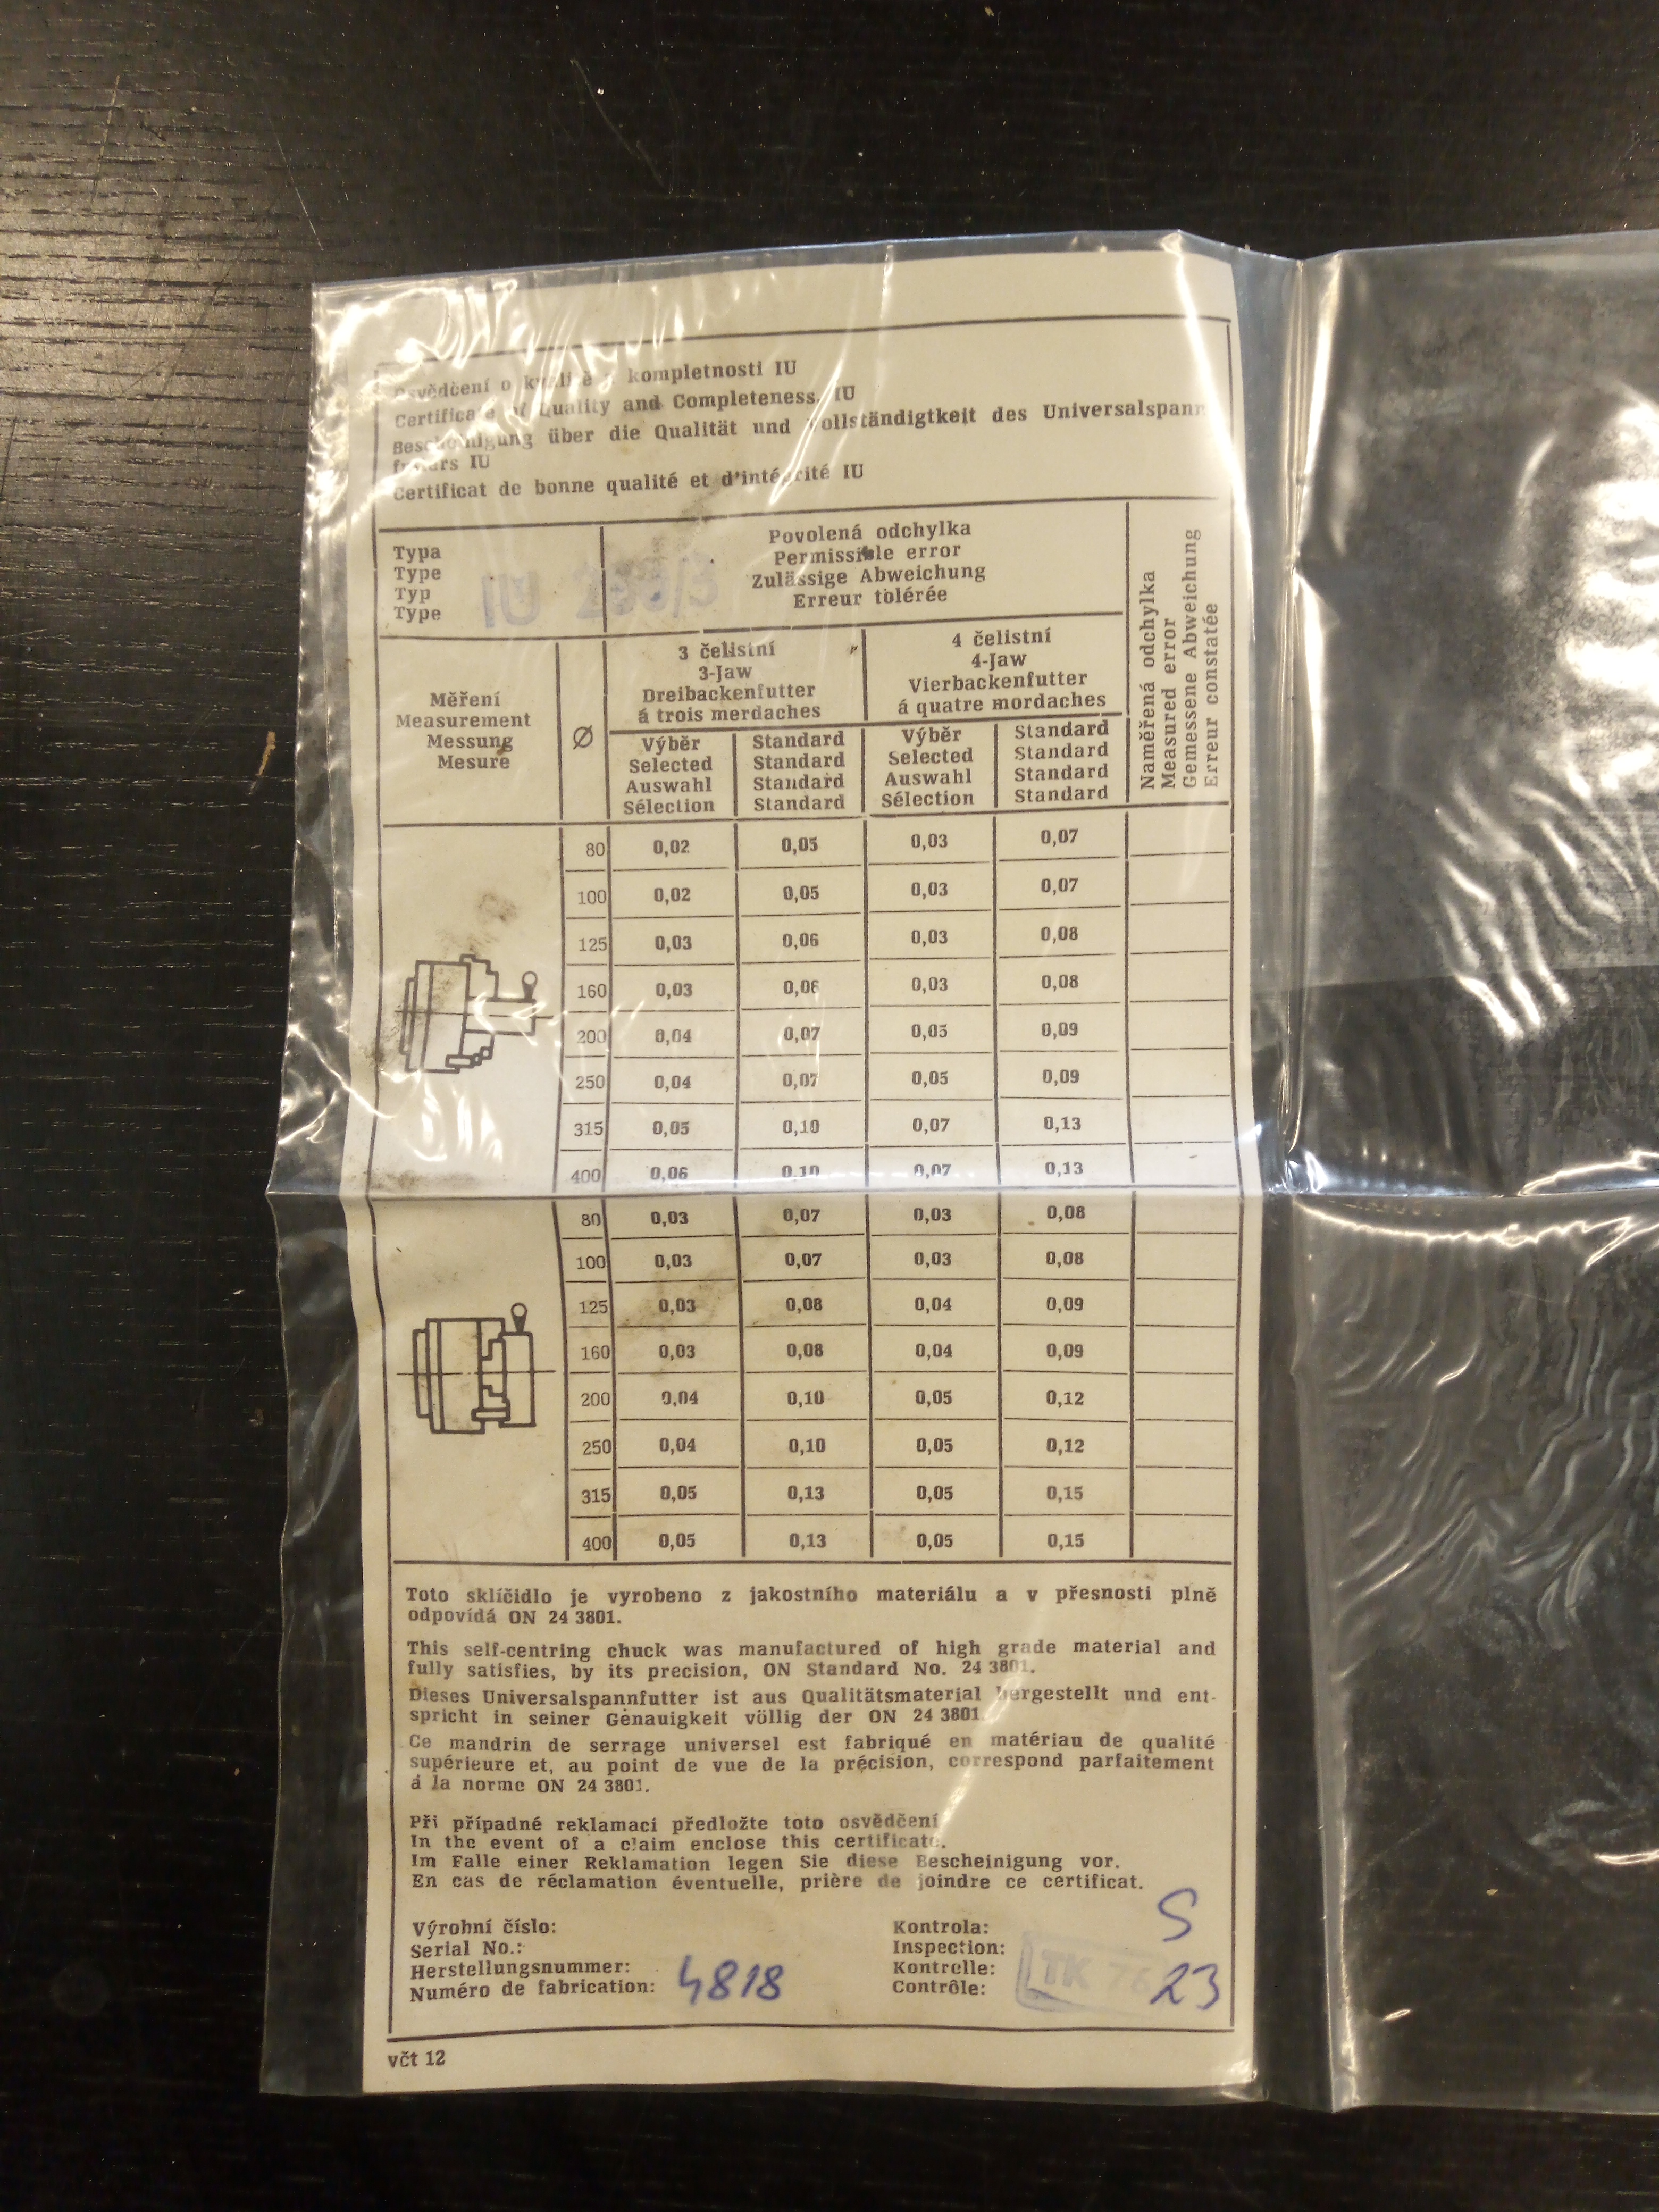 Osvědčení o kvalitě a kompletnosti IU
Certificate of Quality and Completeness IU
Bescheinigung über die Qualität und Vollständigtkeit des Universalspann
futters IU
Certificat de bonne qualité et d'intégrité IU
Typa
Type
Typ
Type
IU
Povolená odchylka
Permissible error
Zulässige Abweichung
Erreur tolérée
Naměřená odchylka
Measured error
Gemessene Abweichung
Erreur constatée
Měření
Measurement
Messung
Mesure
Ø
3 čelistní
3-Jaw
Dreibackenfutter
á trois merdaches
4 čelistní
4-Jaw
Vierbackenfutter
á quatre mordaches
Výběr Standard Výběr Standard
Selected Standard Selected Standard
Auswahl Standard Auswahl Standard
Sélection Standard Sélection Standard
80 0,02 0,05 0,03 0,07
100 0,02 0,05 0,03 0,07
125 0,03 0,06 0,03 0,08
160 0,03 0,06 0,03 0,08
200 0,04 0,07 0,05 0,09
250 0,04 0,07 0,05 0,09
315 0,05 0,10 0,07 0,13
400 0,06 0,10 0,07 0,13
80 0,03 0,07 0,03 0,08
100 0,03 0,07 0,03 0,08
125 0,03 0,08 0,04 0,09
160 0,03 0,08 0,04 0,09
200 0,04 0,10 0,05 0,12
250 0,04 0,10 0,05 0,12
315 0,05 0,13 0,05 0,15
400 0,05 0,13 0,05 0,15
Toto sklíčidlo je vyrobeno z jakostního materiálu a v přesnosti plně
odpovídá ON 24 3801.
This self-centring chuck was manufactured of high grade material and
fully satisfies, by its precision, ON Standard No. 24 3801.
Dieses Universalspannfutter ist aus Qualitätsmaterial hergestellt und ent-
spricht in seiner Genauigkeit völlig der ON 24 3801
Ce mandrin de serrage universel est fabriqué en matériau de qualité
supérieure et, au point de vue de la précision, correspond parfaitement
á la norme ON 24 3801.
Při případné reklamaci předložte toto osvědčení
In the event of a claim enclose this certificate.
Im Falle einer Reklamation legen Sie diese Bescheinigung vor.
En cas de réclamation éventuelle, prière de joindre ce certificat.
Výrobní číslo:
Serial No.:
Herstellungsnummer:
Numéro de fabrication: 4818
Kontrola: S
Inspection:
Kontrelle: TK
Contrôle: 23
včt 12